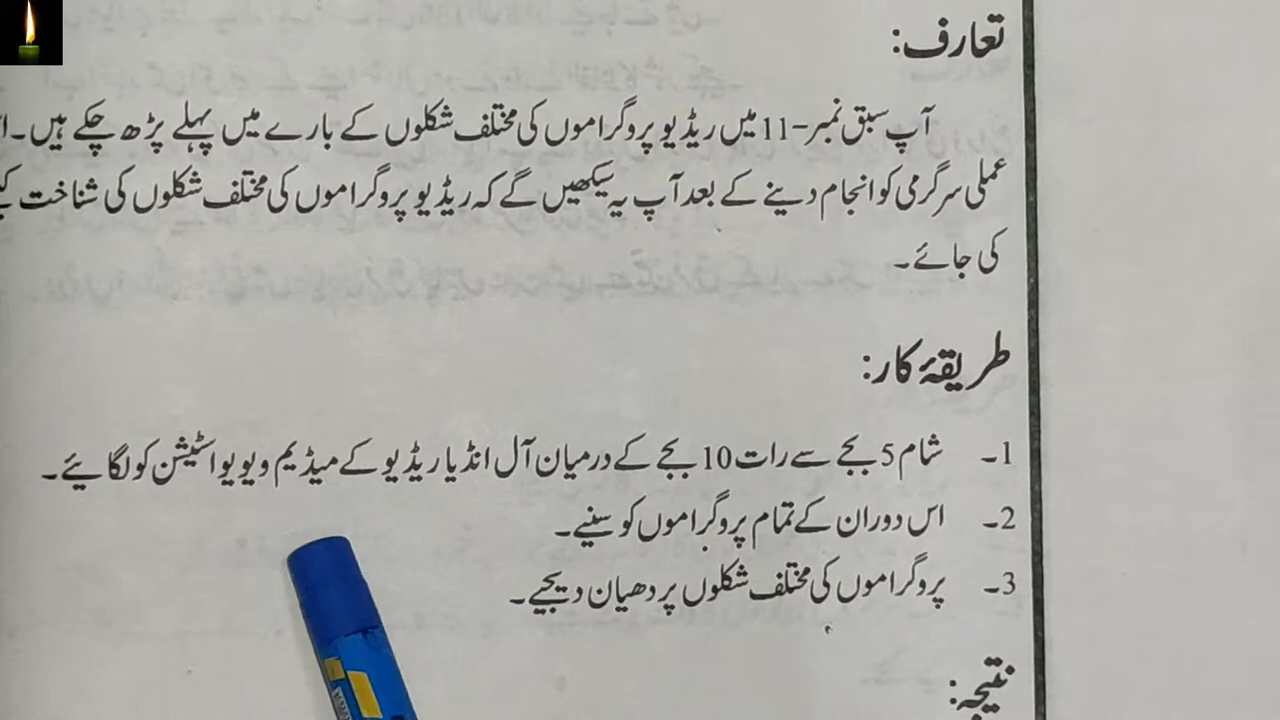 تعارف:
آپ سبق نمبر-11 میں ریڈیو پروگراموں کی مختلف شکلوں کے بارے میں پہلے پڑھ چکے ہیں۔
عملی سرگرمی کو انجام دینے کے بعد آپ یہ سیکھیں گے کہ ریڈیو پروگراموں کی مختلف شکلوں کی شناخت
کی جائے۔
طریقۂ کار:
1۔ شام 5 بجے سے رات 10 بجے کے درمیان آل انڈیا ریڈیو کے میڈیم ویو یو اسٹیشن کو لگائیے۔
2۔ اس دوران کے تمام پروگراموں کو سنیے۔
3۔ پروگراموں کی مختلف شکلوں پر دھیان دیجیے۔
نتیجہ: